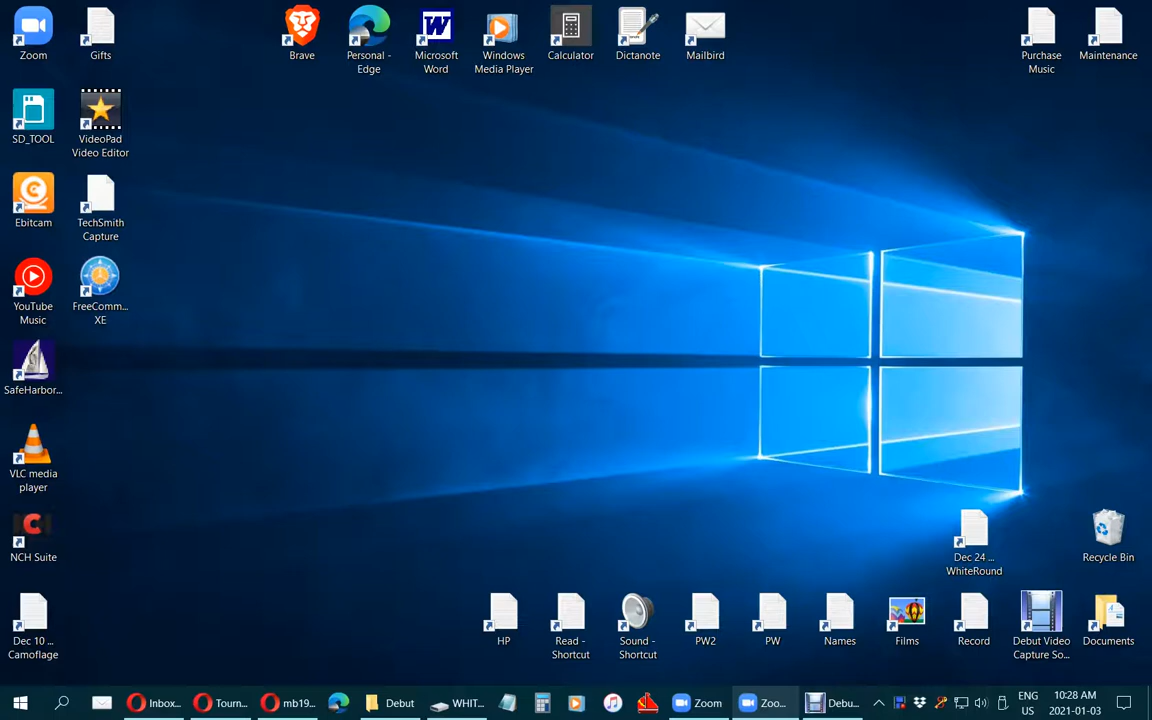 Zoom
Gifts
Brave
Personal -
Edge
W
Microsoft
Word
Windows
Media Player
Calculator
Dictanote
Mailbird
Purchase
Music
Maintenance
SD_TOOL
VideoPad
Video Editor
Ebitcam
TechSmith
Capture
YouTube
Music
FreeComm...
XE
SafeHarbor...
VLC media
player
NCH Suite
Dec 24 ...
WhiteRound
Recycle Bin
Dec 10 ...
Camoflage
HP
Read -
Shortcut
Sound -
Shortcut
PW2
PW
Names
Films
Record
Debut Video
Capture So...
Documents
Inbox...
Tourn...
mb19...
Debut
WHIT...
Zoom
Zoo...
Debu...
ENG
US
10:28 AM
2021-01-03